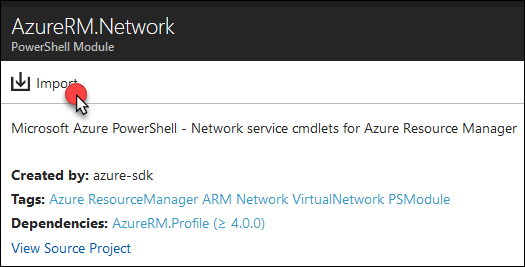 AzureRM.Network
PowerShell Module
Import
Microsoft Azure PowerShell - Network service cmdlets for Azure Resource Manager
Created by: azure-sdk
Tags: Azure ResourceManager ARM Network VirtualNetwork PSModule
Dependencies: AzureRM.Profile (≥ 4.0.0)
View Source Project